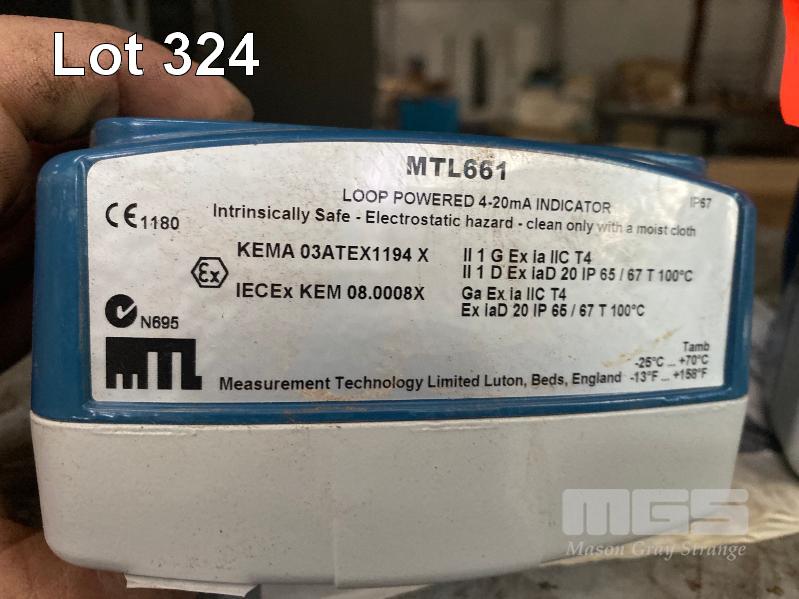 Lot 324
MTL661
LOOP POWERED 4-20mA INDICATOR
IP67
CE 1180
Intrinsically Safe - Electrostatic hazard - clean only with a moist cloth
Ex
KEMA 03ATEX1194 X
II 1 G Ex ia IIC T4
II 1 D Ex iaD 20 IP 65 / 67 T 100°C
IECEx KEM 08.0008X
Ga Ex ia IIC T4
Ex iaD 20 IP 65 / 67 T 100°C
N695
MTL
Tamb
-25°C ... +70°C
-13°F ... +158°F
Measurement Technology Limited Luton, Beds, England
MGS
Mason Gray Strange